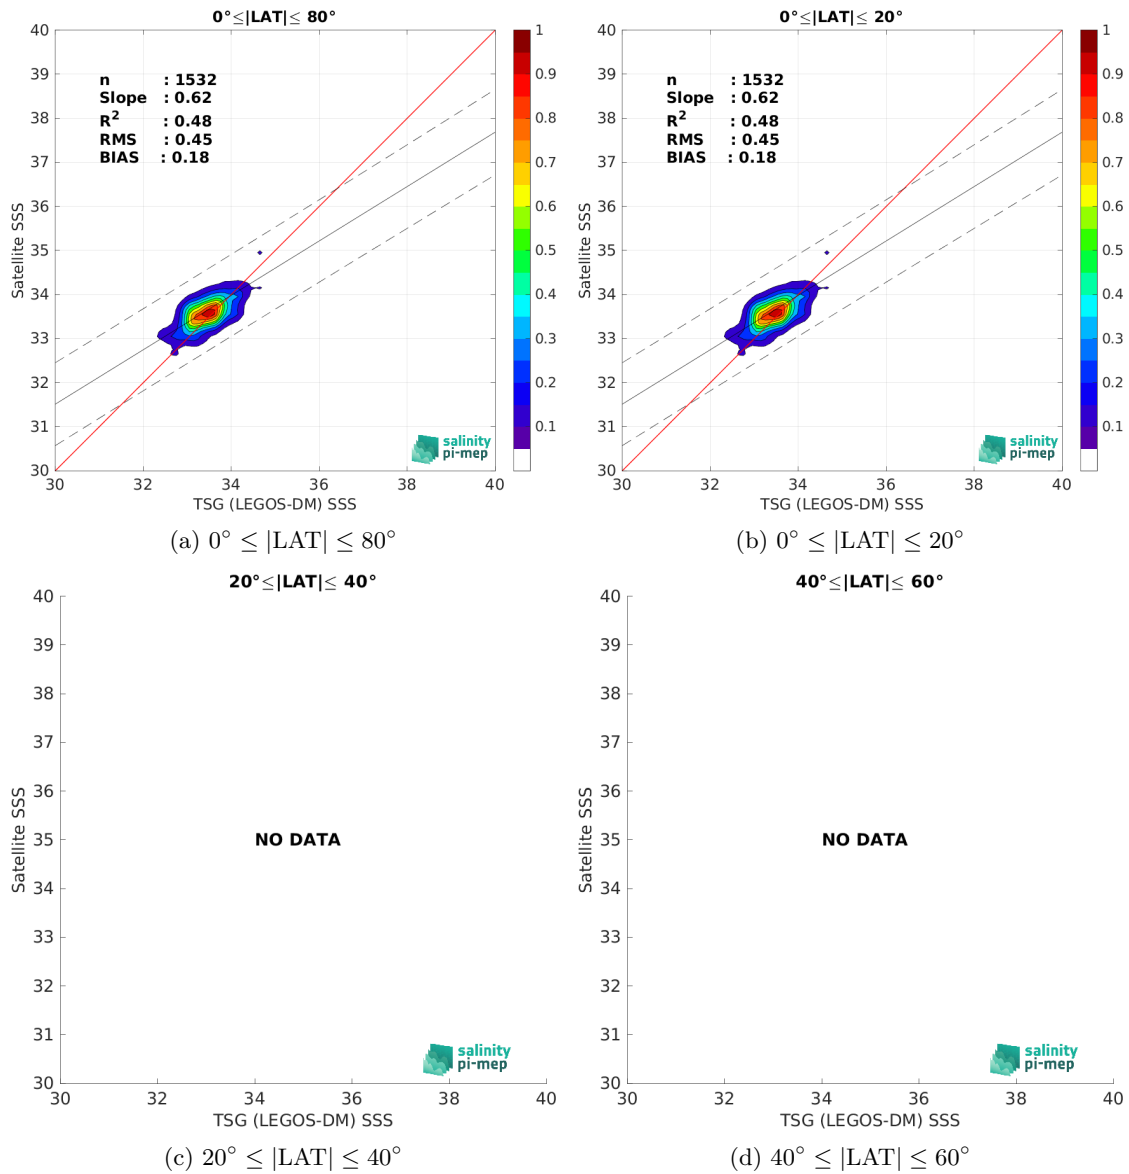 0°≤|LAT|≤ 80°
40
39
38
37
36
35
34
33
32
31
30
Satellite SSS
n : 1532
Slope : 0.62
R² : 0.48
RMS : 0.45
BIAS : 0.18
1
0.9
0.8
0.7
0.6
0.5
0.4
0.3
0.2
0.1
salinity
pi-mep
30 32 34 36 38 40
TSG (LEGOS-DM) SSS
(a) 0° ≤ |LAT| ≤ 80°
0°≤|LAT|≤ 20°
40
39
38
37
36
35
34
33
32
31
30
Satellite SSS
n : 1532
Slope : 0.62
R² : 0.48
RMS : 0.45
BIAS : 0.18
1
0.9
0.8
0.7
0.6
0.5
0.4
0.3
0.2
0.1
salinity
pi-mep
30 32 34 36 38 40
TSG (LEGOS-DM) SSS
(b) 0° ≤ |LAT| ≤ 20°
20°≤|LAT|≤ 40°
40
39
38
37
36
35
34
33
32
31
30
Satellite SSS
NO DATA
salinity
pi-mep
30 32 34 36 38 40
TSG (LEGOS-DM) SSS
(c) 20° ≤ |LAT| ≤ 40°
40°≤|LAT|≤ 60°
40
39
38
37
36
35
34
33
32
31
30
Satellite SSS
NO DATA
salinity
pi-mep
30 32 34 36 38 40
TSG (LEGOS-DM) SSS
(d) 40° ≤ |LAT| ≤ 60°